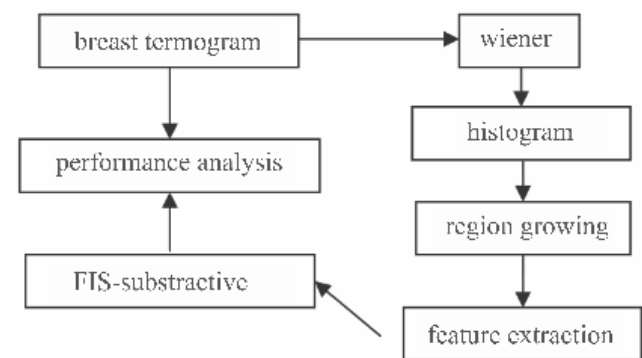 breast termogram
wiener
histogram
performance analysis
region growing
FIS-substractive
feature extraction